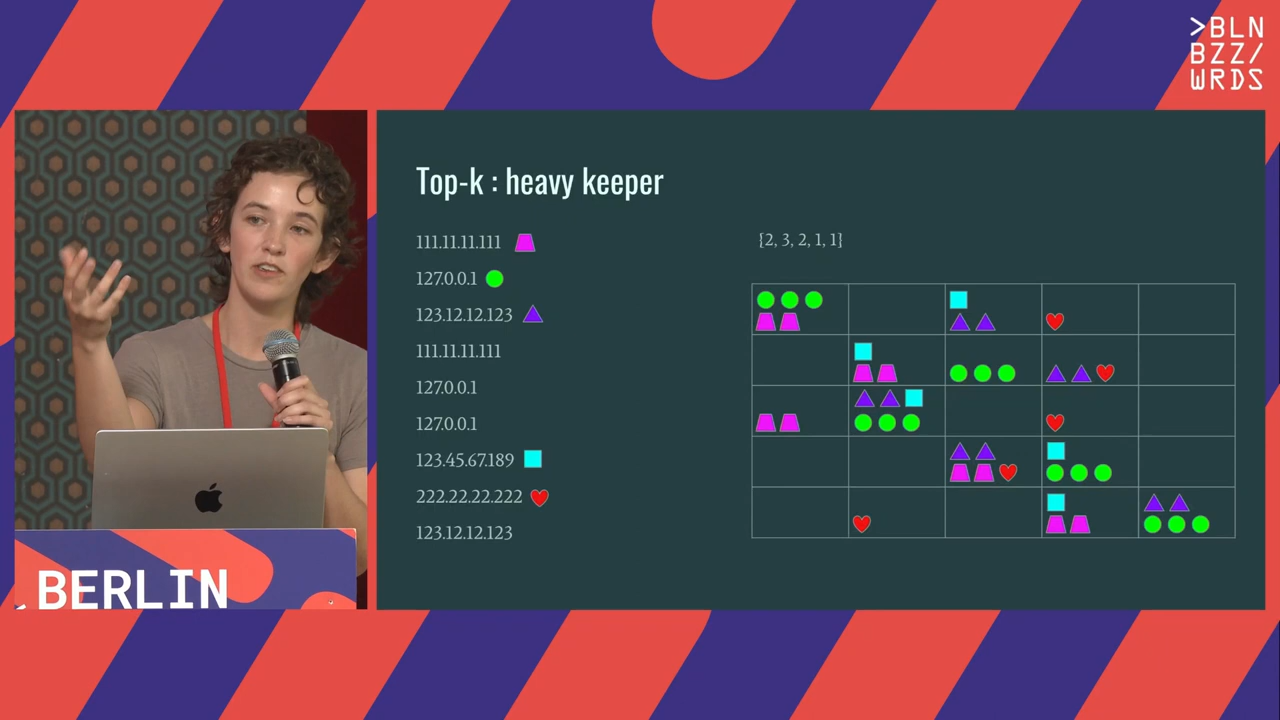 >BLN
BZZ/
WRDS
Top-k : heavy keeper
111.11.11.111
127.0.0.1
123.12.12.123
111.11.11.111
127.0.0.1
127.0.0.1
123.45.67.189
222.22.22.222
123.12.12.123
{2, 3, 2, 1, 1}
BERLIN